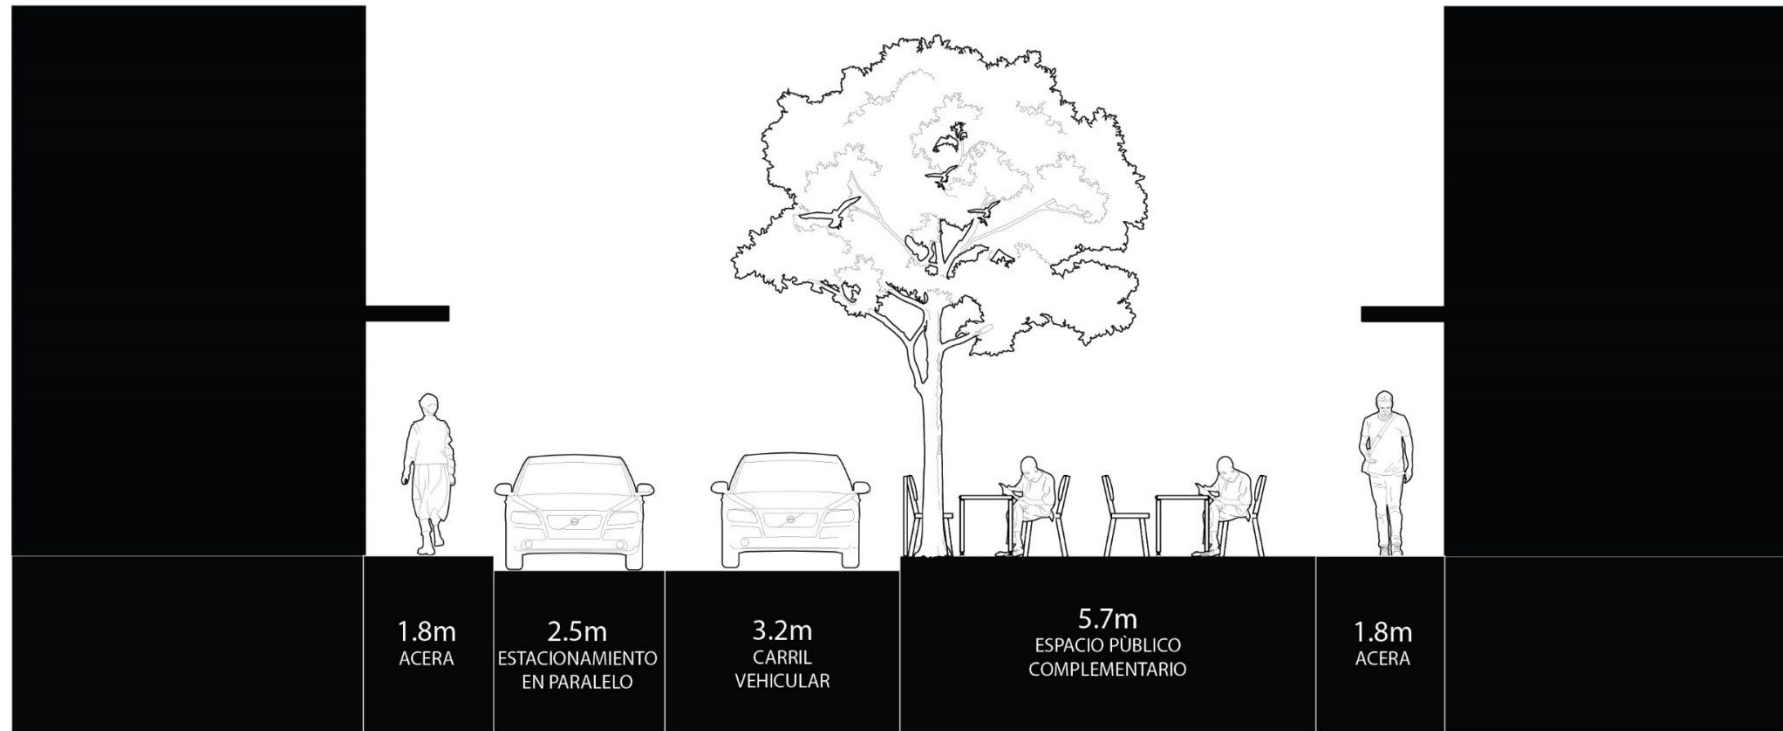 1.8m
ACERA
2.5m
ESTACIONAMIENTO
EN PARALELO
3.2m
CARRIL
VEHICULAR
5.7m
ESPACIO PÙBLICO
COMPLEMENTARIO
1.8m
ACERA